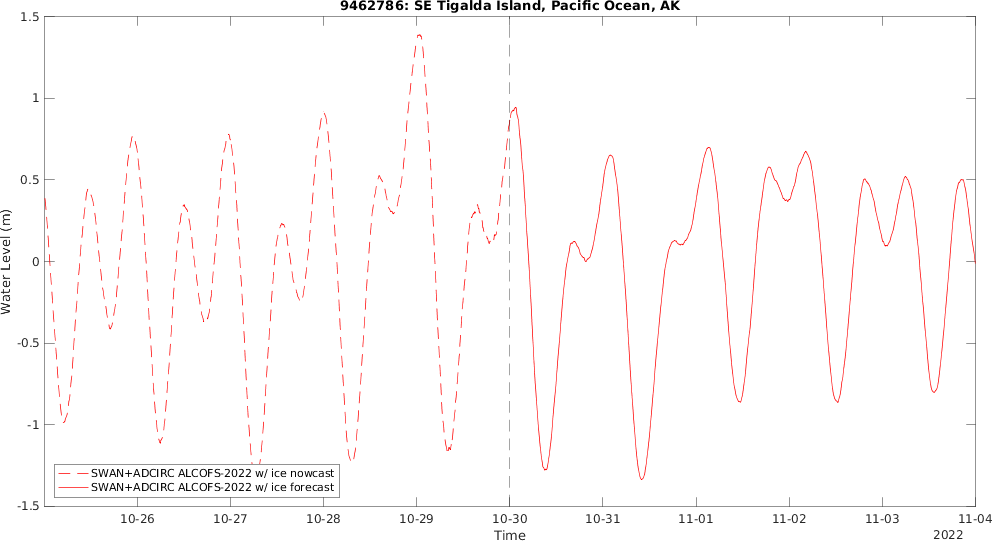 9462786: SE Tigalda Island, Pacific Ocean, AK
1.5
1
0.5
0
-0.5
-1
-1.5
Water Level (m)
SWAN+ADCIRC ALCOFS-2022 w/ ice nowcast
SWAN+ADCIRC ALCOFS-2022 w/ ice forecast
10-26 10-27 10-28 10-29 10-30 10-31 11-01 11-02 11-03 11-04
Time
2022